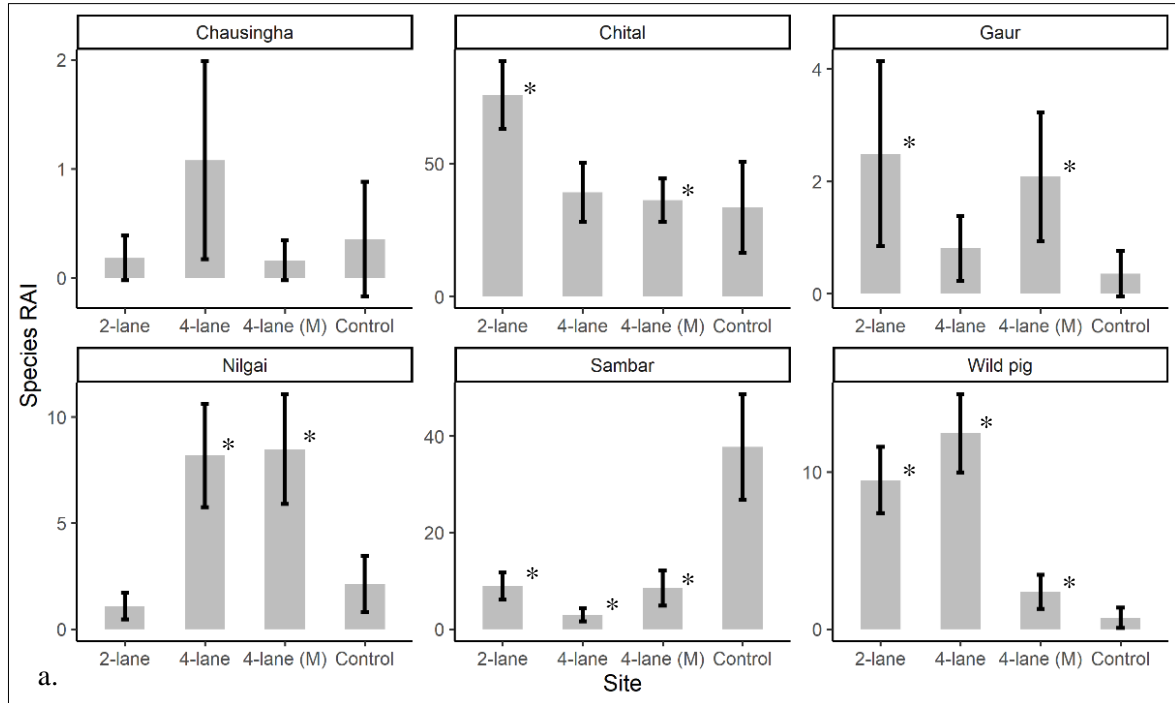 Chausingha Chital Gaur
2 50 4
1 0 2
0 0
* * * *
2-lane 4-lane 4-lane (M) Control 2-lane 4-lane 4-lane (M) Control 2-lane 4-lane 4-lane (M) Control
Species RAI
Nilgai Sambar Wild pig
10 40 10
5 20 0
0 0
* * * * * * * *
2-lane 4-lane 4-lane (M) Control 2-lane 4-lane 4-lane (M) Control 2-lane 4-lane 4-lane (M) Control
a. Site